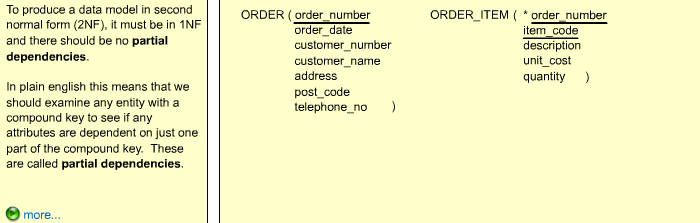 To produce a data model in second
normal form (2NF), it must be in 1NF
and there should be no partial
dependencies.
In plain english this means that we
should examine any entity with a
compound key to see if any
attributes are dependent on just one
part of the compound key. These
are called partial dependencies.
more...
ORDER ( order_number
order_date
customer_number
customer_name
address
post_code
telephone_no )
ORDER_ITEM ( * order_number
item_code
description
unit_cost
quantity )